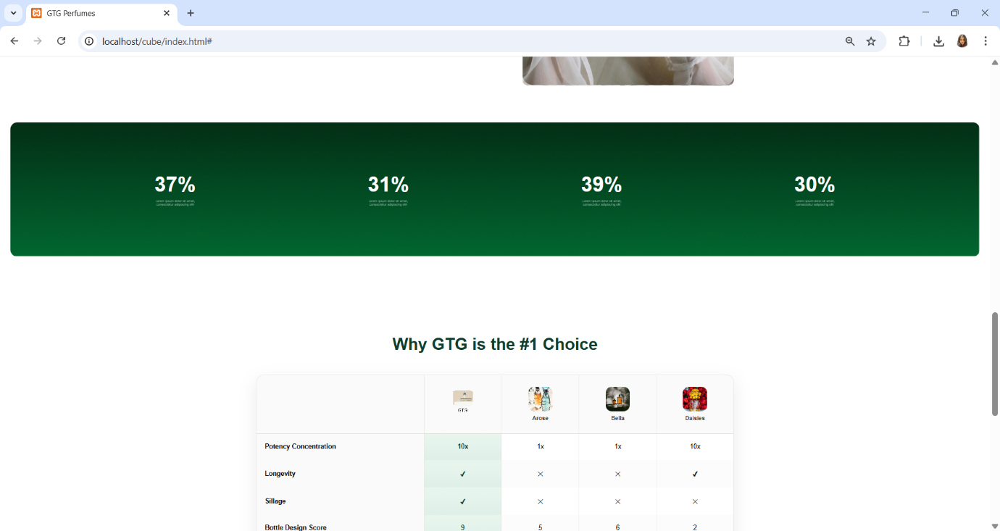 GTG Perfumes
localhost/cube/index.html#
37% 31% 39% 30%
Lorem ipsum dolor sit amet, Lorem ipsum dolor sit amet, Lorem ipsum dolor sit amet, Lorem ipsum dolor sit amet,
consectetur adipiscing elit consectetur adipiscing elit consectetur adipiscing elit consectetur adipiscing elit
Why GTG is the #1 Choice
GTG Arose Bella Daisies
Potency Concentration 10x 1x 1x 10x
Longevity ✓ ✕ ✕ ✓
Sillage ✓ ✕ ✕ ✕
Bottle Design Score 9 5 6 2